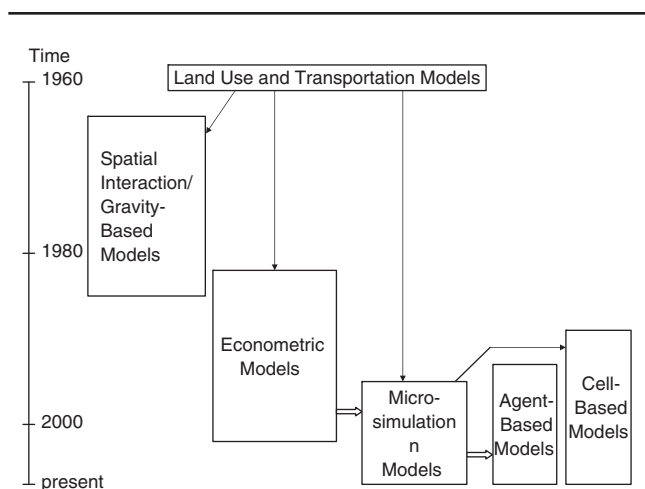 Time
1960
Land Use and Transportation Models
Spatial
Interaction/
Gravity-
Based
Models
1980
Econometric
Models
Micro-
simulation
n
Models
Agent-
Based
Models
Cell-
Based
Models
2000
present